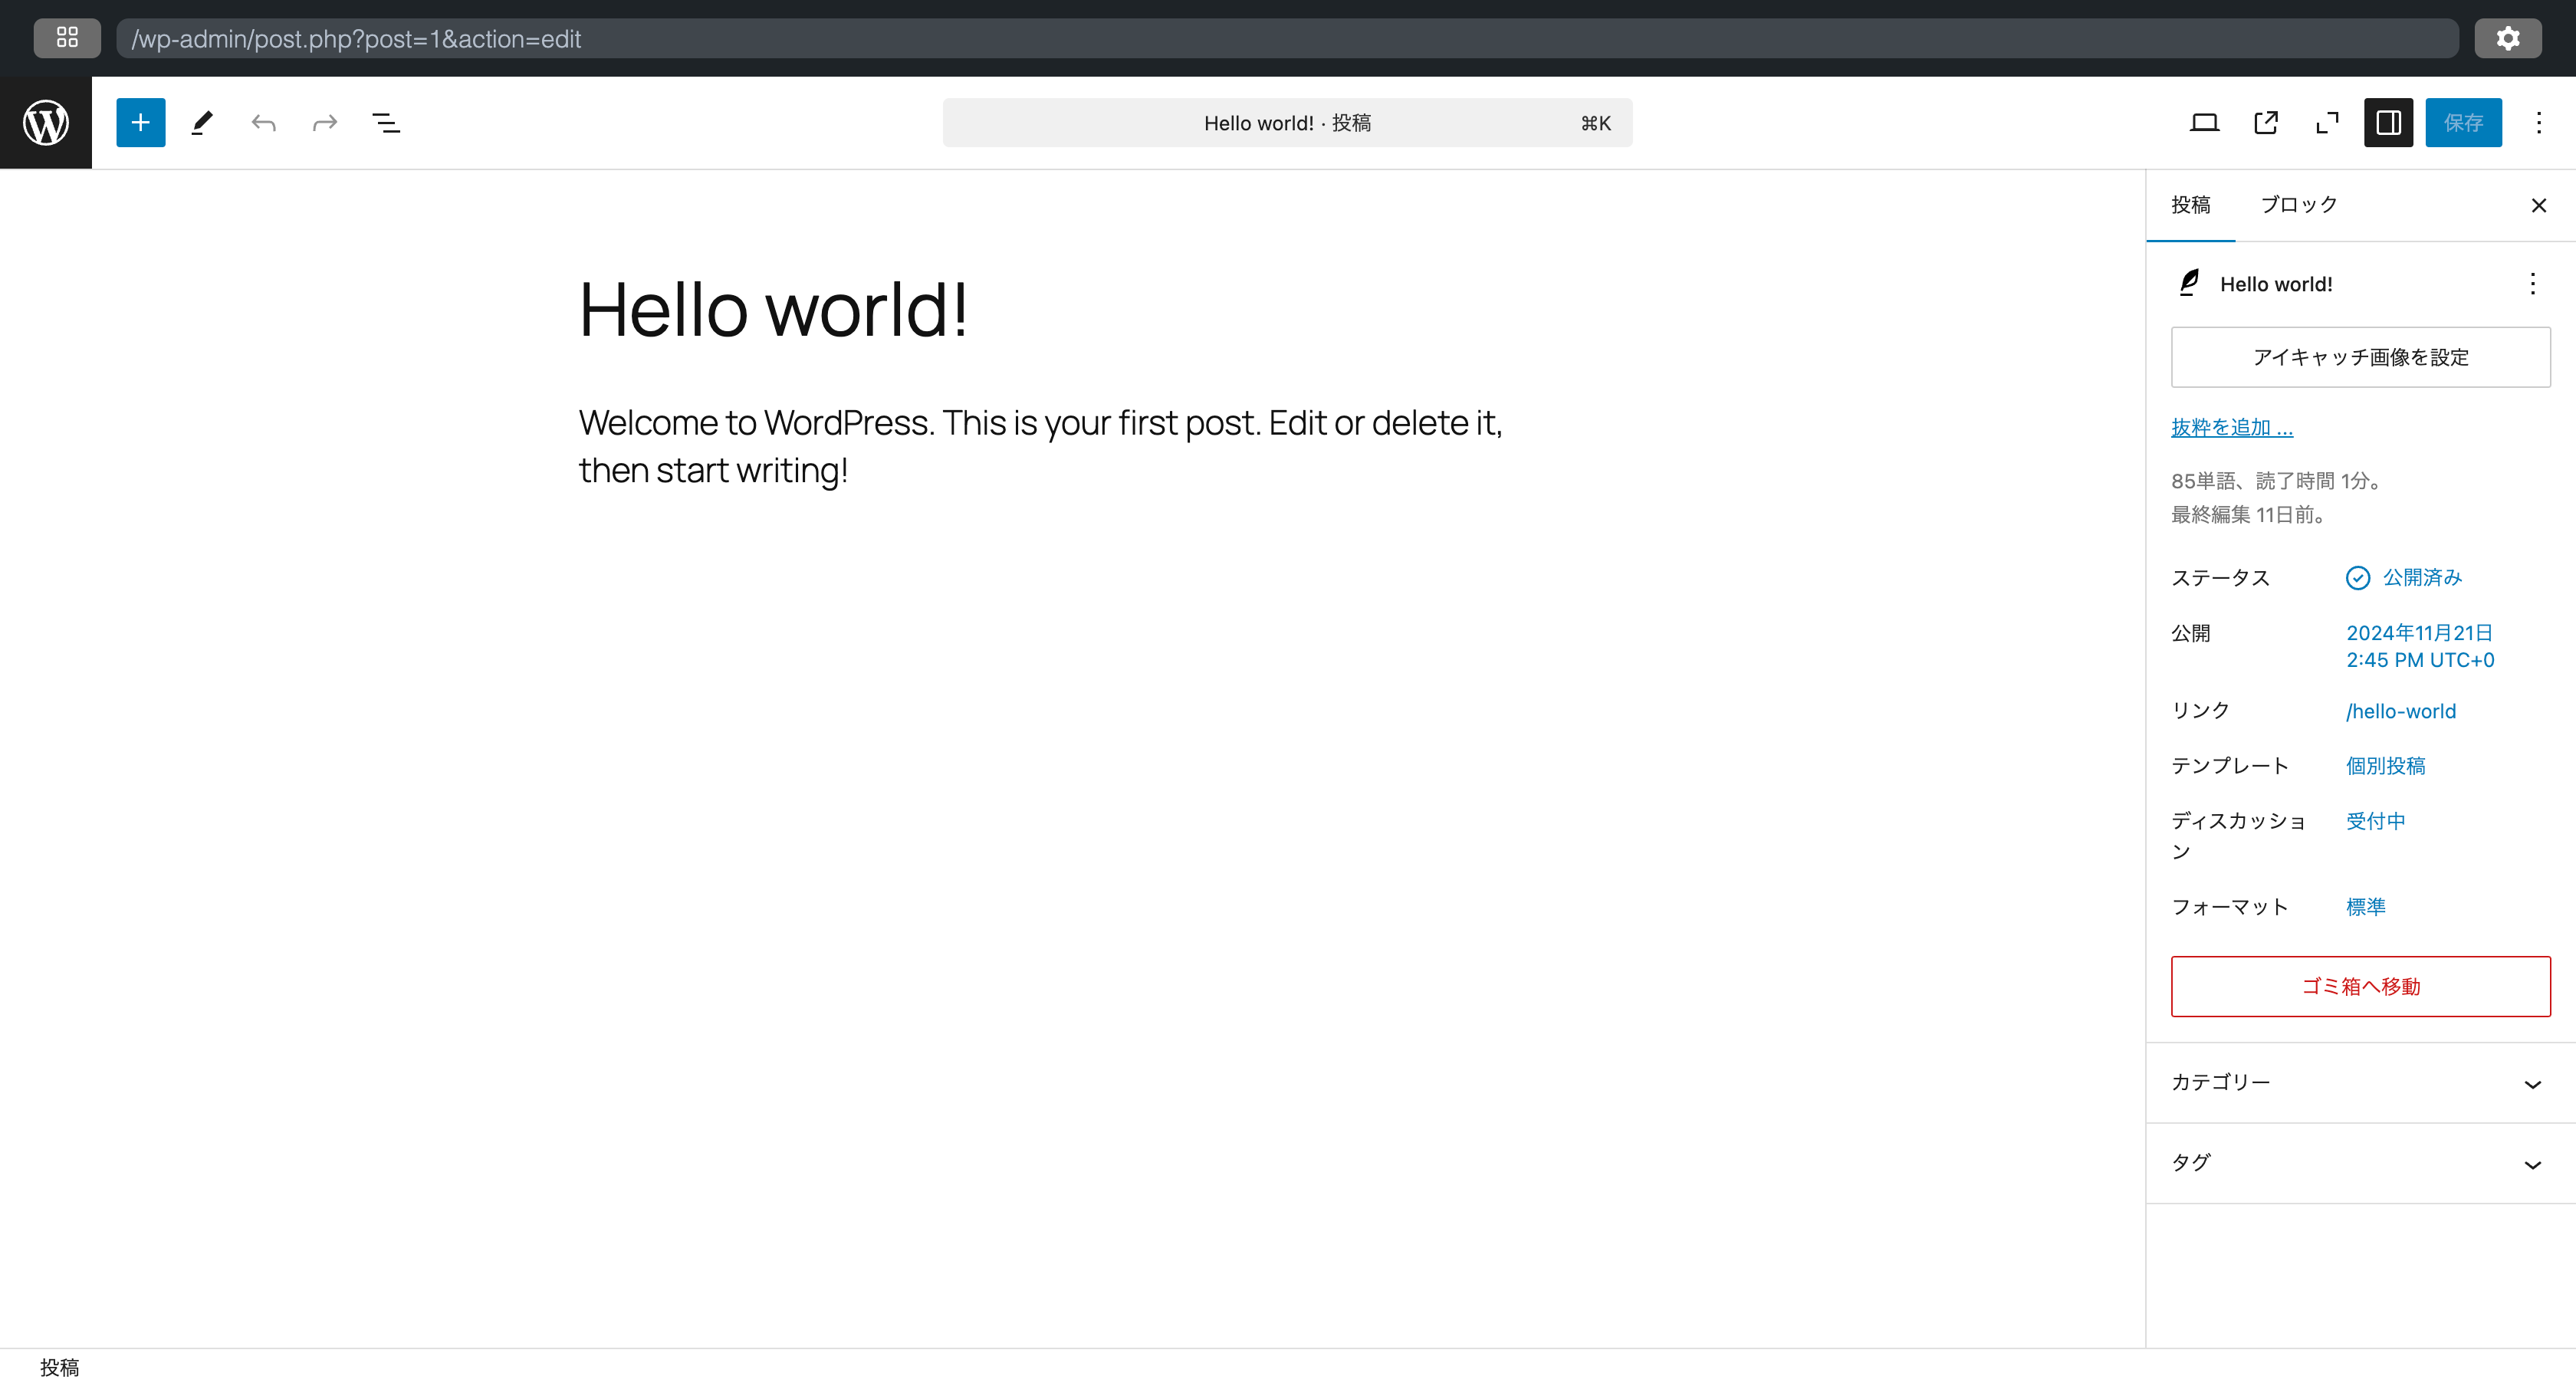 /wp-admin/post.php?post=1&action=edit
Hello world! · 投稿 ⌘K
保存
投稿 ブロック
Hello world!
Welcome to WordPress. This is your first post. Edit or delete it,
then start writing!
Hello world!
アイキャッチ画像を設定
抜粋を追加 ...
85単語、読了時間 1分。
最終編集 11日前。
ステータス 公開済み
公開 2024年11月21日
2:45 PM UTC+0
リンク /hello-world
テンプレート 個別投稿
ディスカッショ 受付中
ン
フォーマット 標準
ゴミ箱へ移動
カテゴリー
タグ
投稿